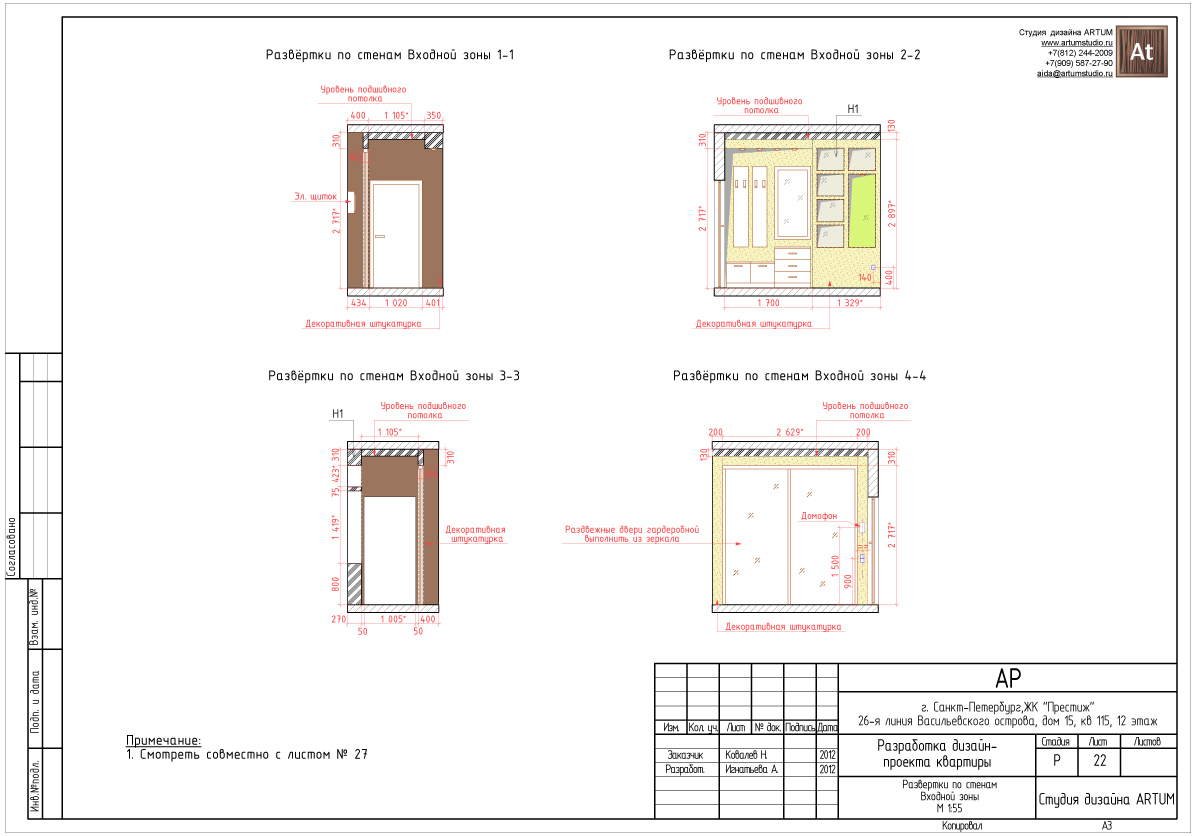 Студия дизайна ARTUM
www.artumstudio.ru
+7(812) 244-2009
+7(909) 587-27-90
aida@artumstudio.ru
At
Развёртки по стенам Входной зоны 1-1
Уровень подшивного
потолка
400 1 105* 350
310
Эл. щиток
2 717*
434 1 020 401
Декоративная штукатурка
Развёртки по стенам Входной зоны 2-2
Уровень подшивного
потолка
Н1
130
310
2 717*
2 897*
140
400
1 700 1 329*
Декоративная штукатурка
Развёртки по стенам Входной зоны 3-3
Уровень подшивного
потолка
Н1
1 105*
310
310
423*
75
1 419*
800
Декоративная
штукатурка
270 1 005* 400
50 50
Развёртки по стенам Входной зоны 4-4
Уровень подшивного
потолка
200 2 629* 200
130
310
Домофон
Раздвежные двери гардеробной
выполнить из зеркала
2 717*
1 500
900
Декоративная штукатурка
Согласовано
Взам. инд.№
Подп. и дата
Инв.№подл.
Примечание:
1. Смотреть совместно с листом № 27
АР
г. Санкт-Петербург,ЖК "Престиж"
26-я линия Васильевского острова, дом 15, кв 115, 12 этаж
Изм. Кол. уч. Лист № док. Подпись Дата
Заказчик Ковалев Н. 2012
Разработ. Игнатьева А. 2012
Разработка дизайн-
проекта квартиры
Стадия Лист Листов
Р 22
Развертки по стенам
Входной зоны
М 1:55
Студия дизайна ARTUM
Копировал А3